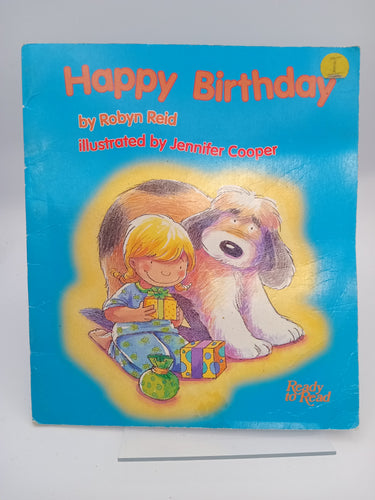 Happy Birthday
by Robyn Reid
illustrated by Jennifer Cooper
Ready
to Read